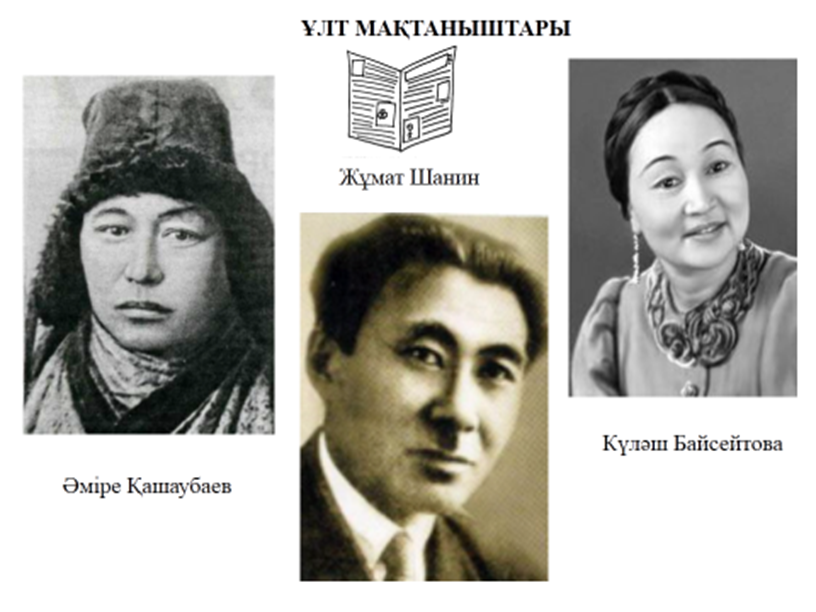 ҰЛТ МАҚТАНЫШТАРЫ
Жұмат Шанин
Күләш Байсейтова
Әміре Қашаубаев